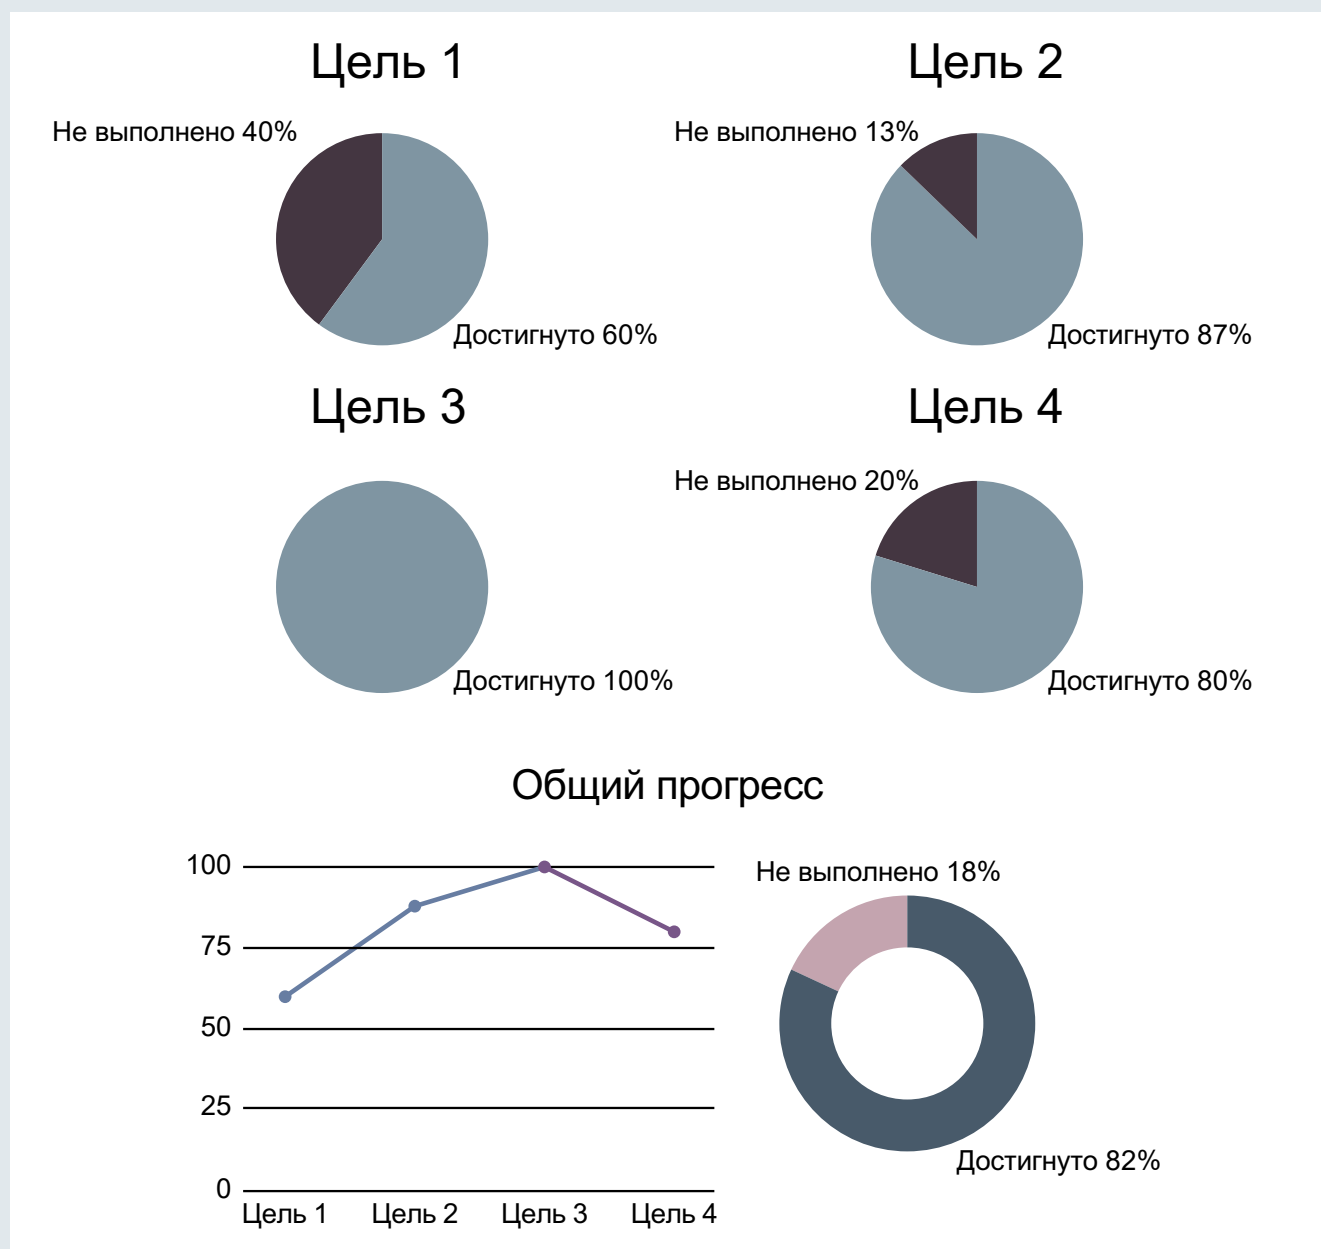 Цель 1
Цель 2
Не выполнено 40%
Не выполнено 13%
Достигнуто 60%
Достигнуто 87%
Цель 3
Цель 4
Не выполнено 20%
Достигнуто 100%
Достигнуто 80%
Общий прогресс
100
75
50
25
0
Цель 1
Цель 2
Цель 3
Цель 4
Не выполнено 18%
Достигнуто 82%